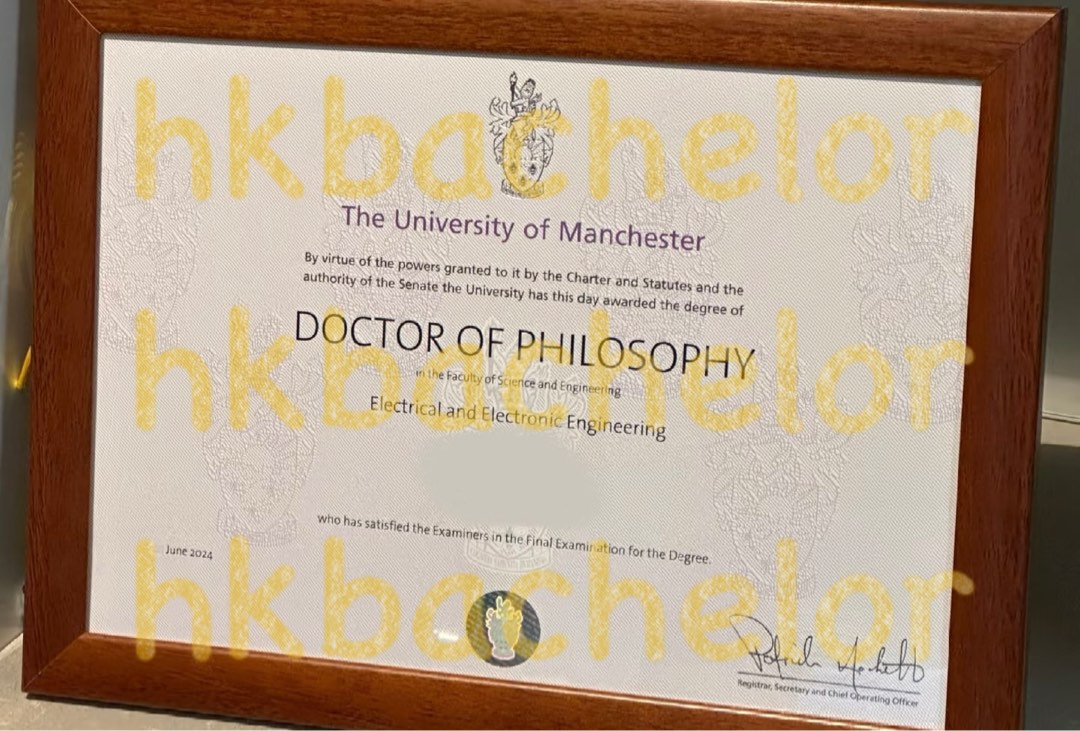 hkbachelor
The University of Manchester
By virtue of the powers granted to it by the Charter and Statutes and the
authority of the Senate the University has this day awarded the degree of
DOCTOR OF PHILOSOPHY
hkbachelor
in the Faculty of Science and Engineering
Electrical and Electronic Engineering
who has satisfied the Examiners in the Final Examination for the Degree.
June 2024
hkbachelor
Registrar, Secretary and Chief Operating Officer